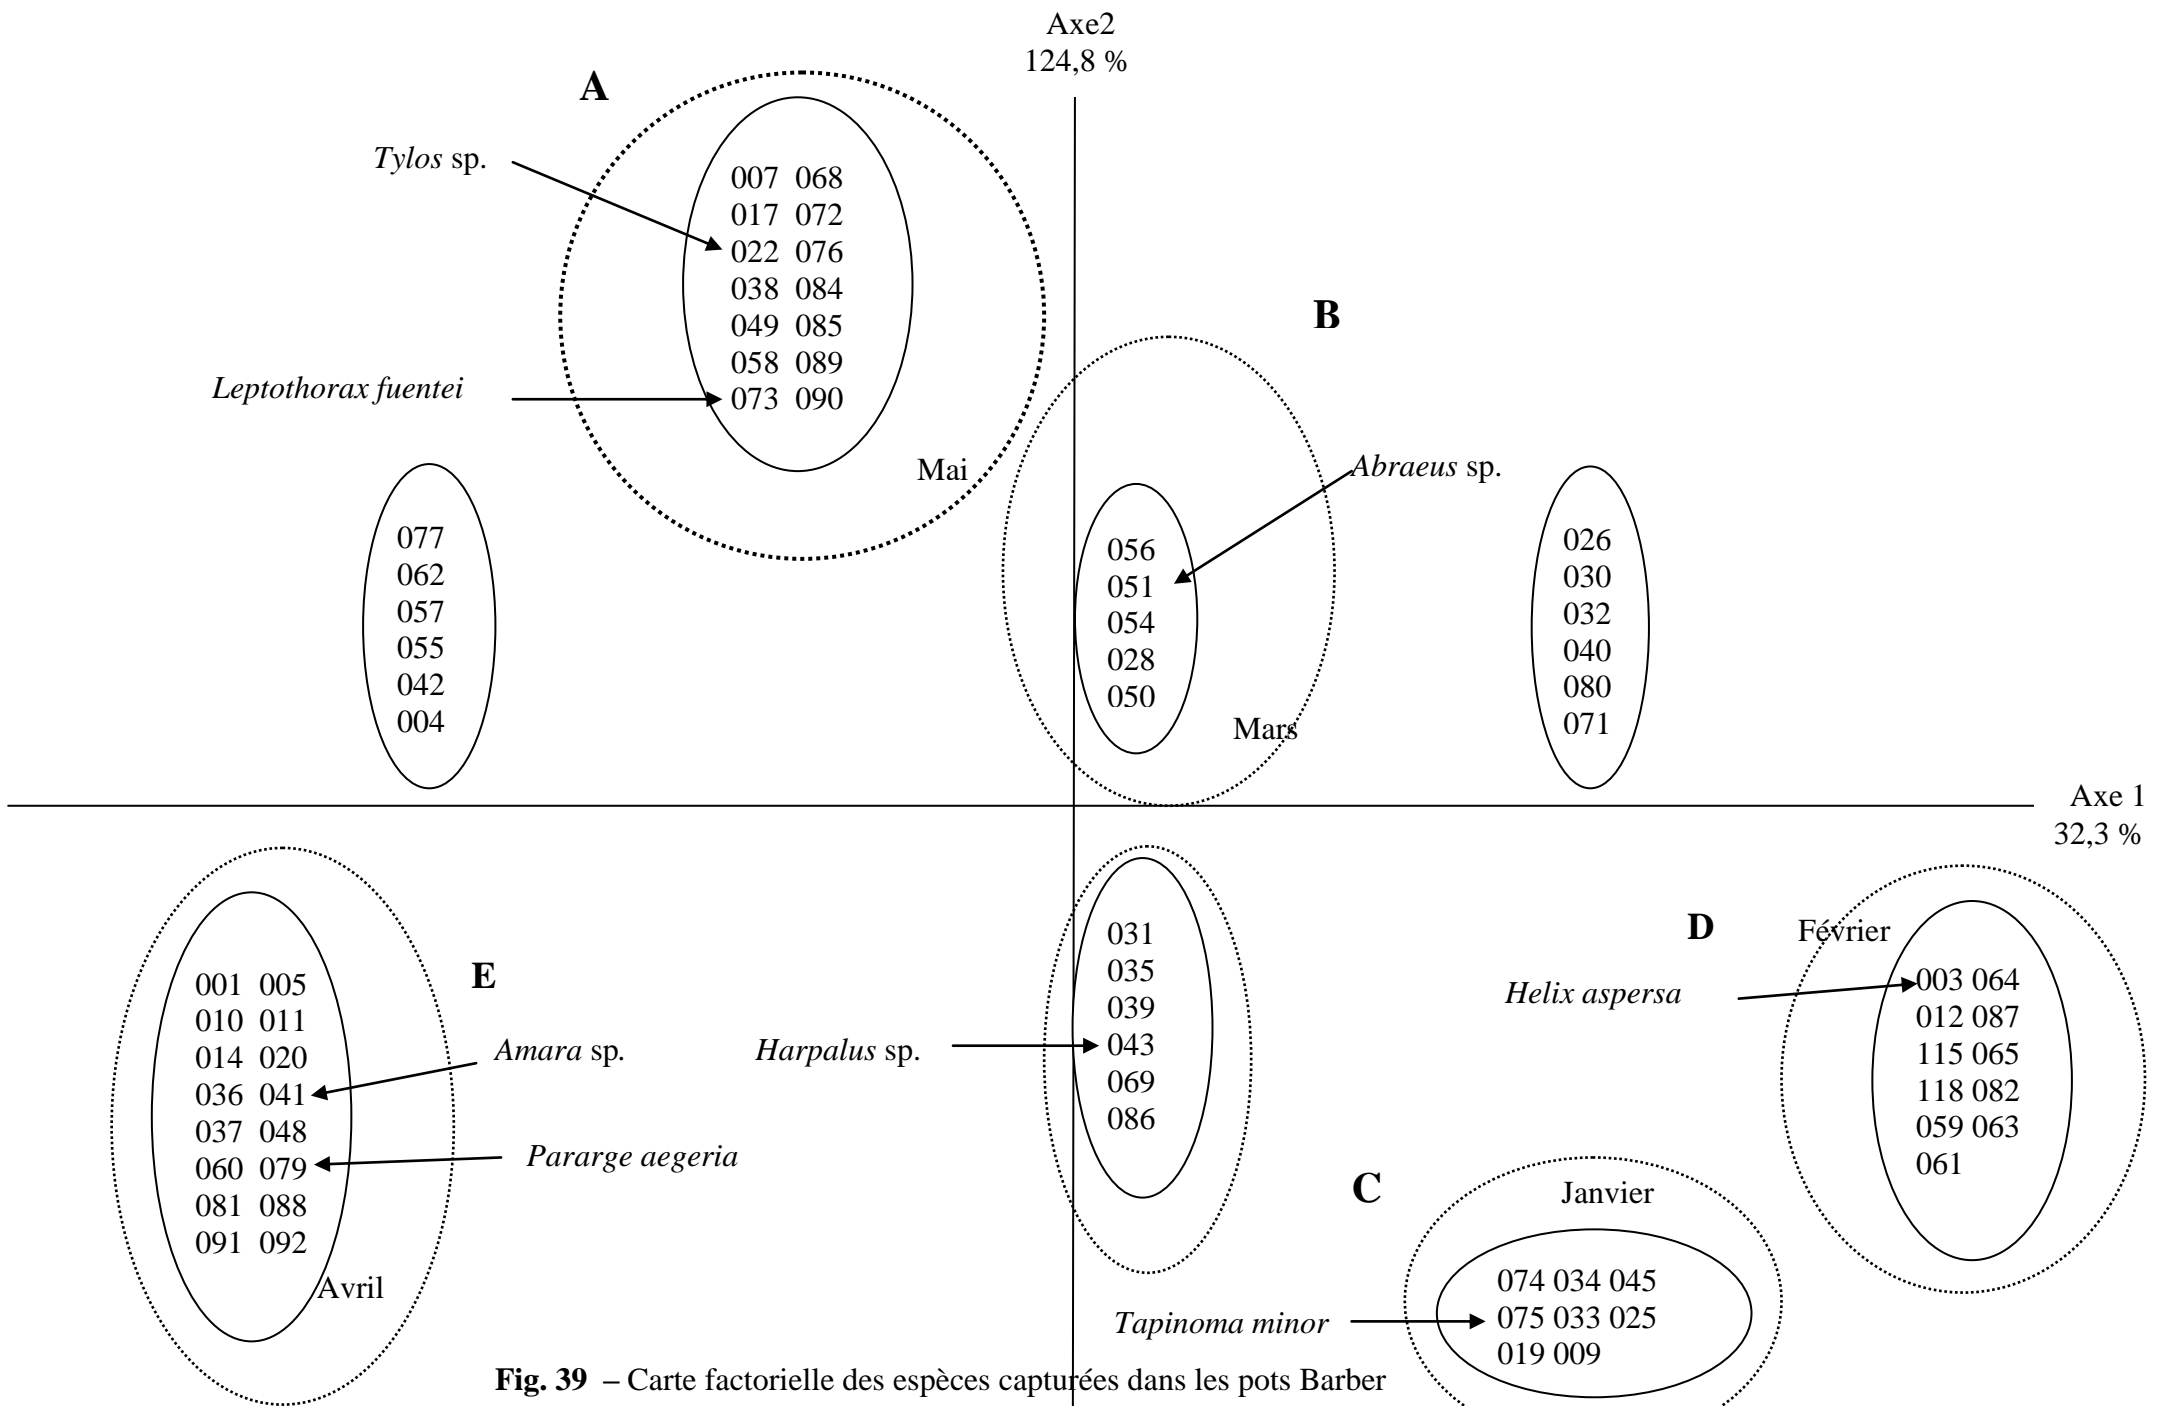 Axe2
124,8 %
A
Tylos sp.
007 068
017 072
022 076
038 084
049 085
058 089
073 090
Leptothorax fuentei
Mai
B
Abraeus sp.
077
062
057
055
042
004
056
051
054
028
050
Mars
026
030
032
040
080
071
Axe 1
32,3 %
001 005
010 011
014 020
036 041
037 048
060 079
081 088
091 092
Avril
E
Amara sp.
Pararge aegeria
Harpalus sp.
031
035
039
043
069
086
D
Février
Helix aspersa
003 064
012 087
115 065
118 082
059 063
061
C
Janvier
Tapinoma minor
074 034 045
075 033 025
019 009
Fig. 39 – Carte factorielle des espèces capturées dans les pots Barber